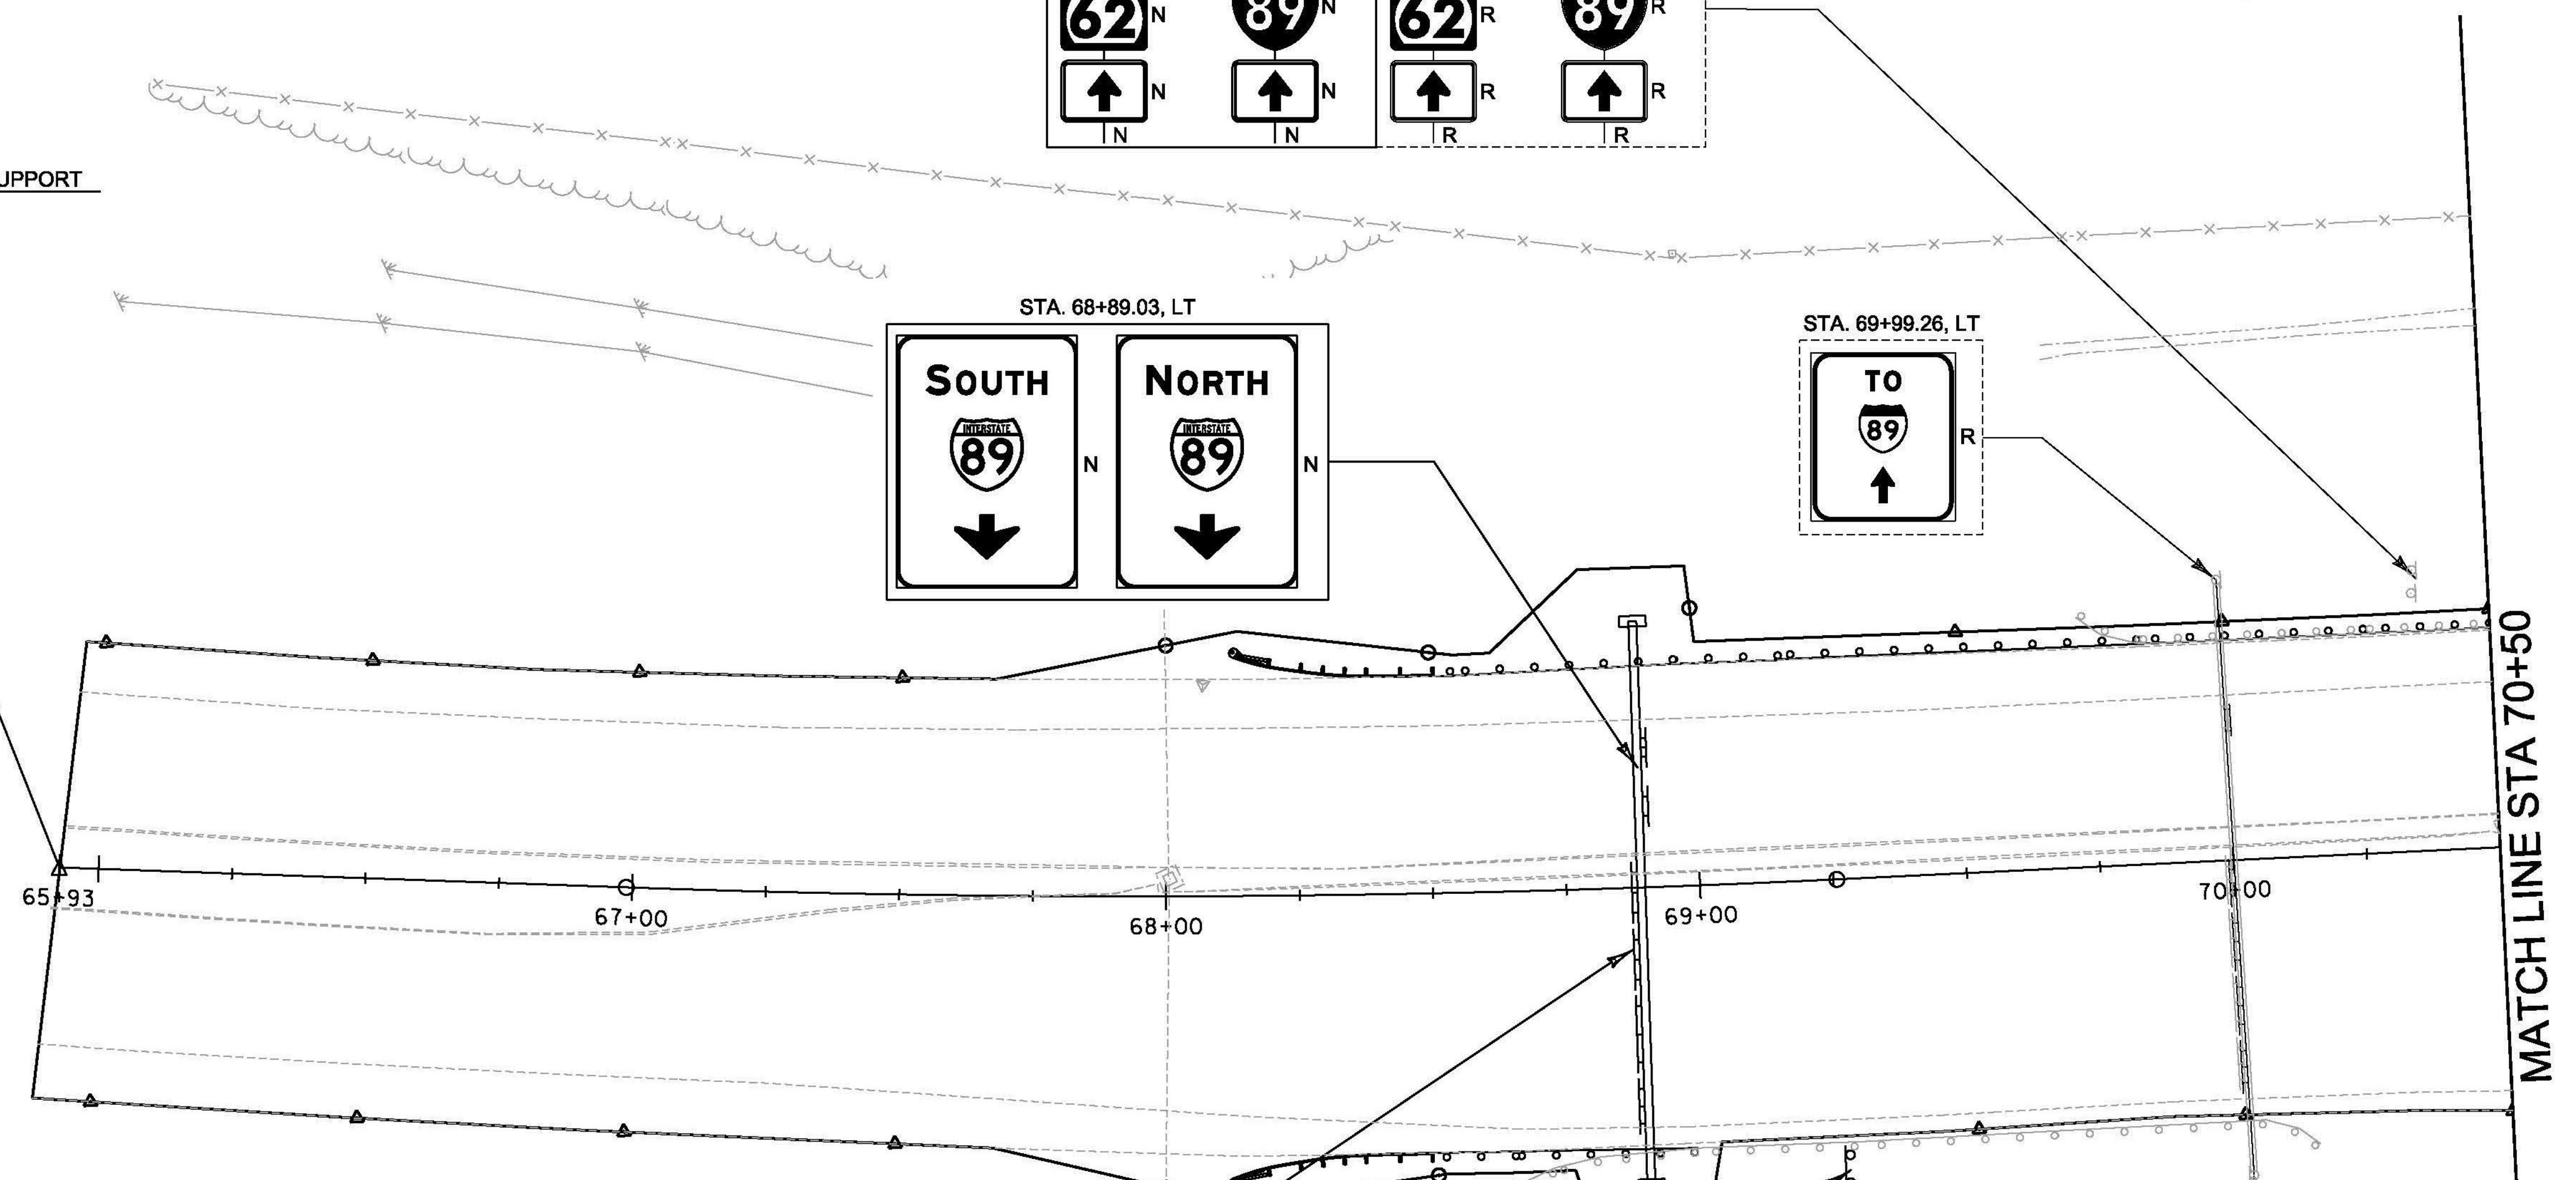 62 N 89 N 62 R 89 R
N N R R
N N R R
UPPORT
STA. 68+89.03, LT
STA. 69+99.26, LT
SOUTH
INTERSTATE
89
N
NORTH
INTERSTATE
89
N
TO
89
R
MATCH LINE STA 70+50
65+93
67+00
68+00
69+00
70+00